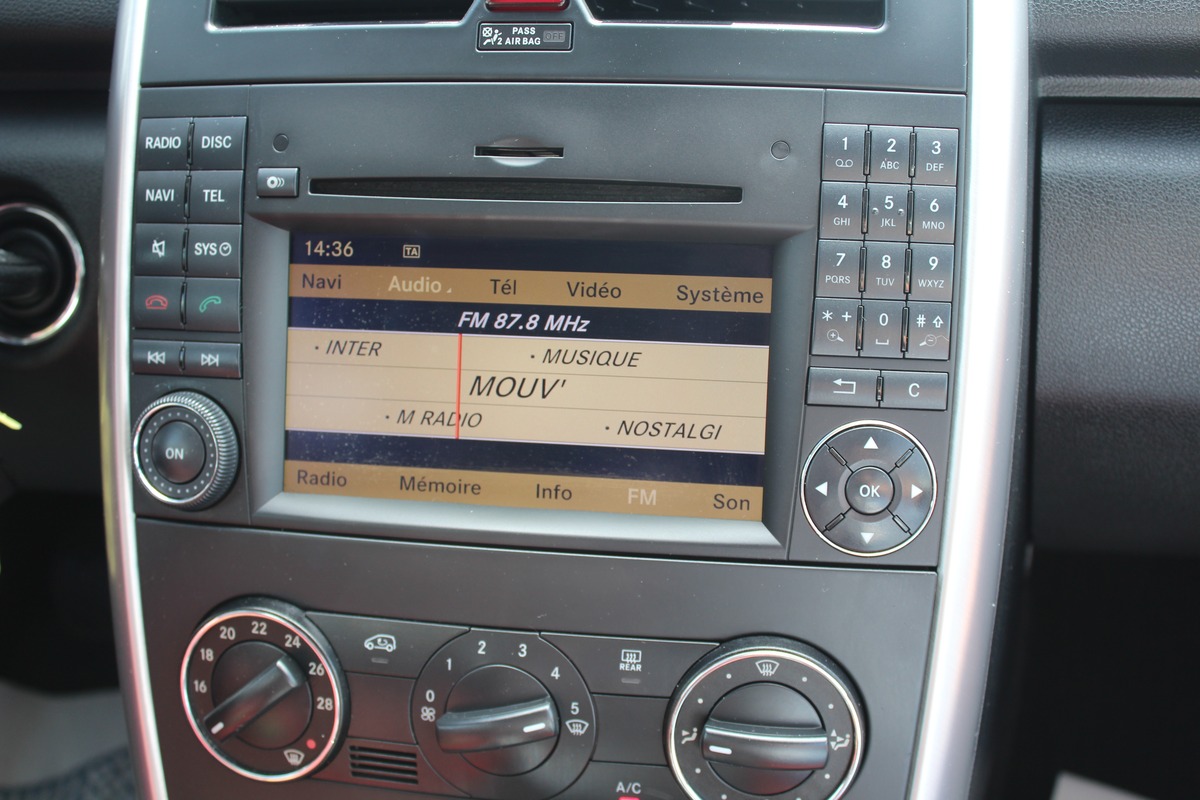 PASS
2 AIR BAG OFF
RADIO DISC
NAVI TEL
SYS
ON
14:36 TA
Navi Audio Tél Vidéo Système
FM 87.8 MHz
· INTER · MUSIQUE
MOUV'
· M RADIO · NOSTALGI
Radio Mémoire Info FM Son
1 2 3
ABC DEF
4 5 6
GHI JKL MNO
7 8 9
PQRS TUV WXYZ
* + 0 #
C
OK
16 18 20 22 24 26 28
0 1 2 3 4 5
REAR
A/C